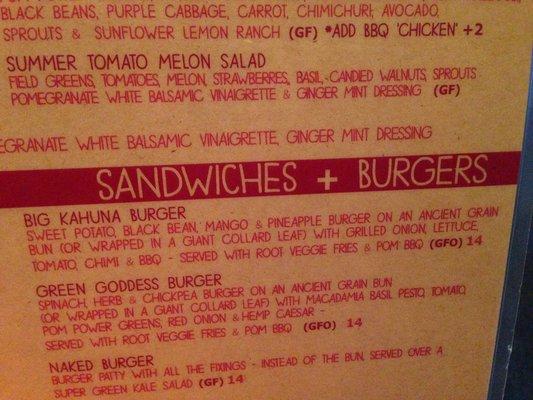 BLACK BEANS, PURPLE CABBAGE, CARROT, CHIMICHURI, AVOCADO,
SPROUTS & SUNFLOWER LEMON RANCH (GF) *ADD BBQ 'CHICKEN' +2
SUMMER TOMATO MELON SALAD
FIELD GREENS, TOMATOES, MELON, STRAWBERRES, BASIL, CANDIED WALNUTS, SPROUTS
POMEGRANATE WHITE BALSAMIC VINAIGRETTE & GINGER MINT DRESSING (GF)
EGRANATE WHITE BALSAMIC VINAIGRETTE, GINGER MINT DRESSING
SANDWICHES + BURGERS
BIG KAHUNA BURGER
SWEET POTATO, BLACK BEAN, MANGO & PINEAPPLE BURGER ON AN ANCIENT GRAIN
BUN (OR WRAPPED IN A GIANT COLLARD LEAF) WITH GRILLED ONION, LETTUCE,
TOMATO, CHIMI & BBQ - SERVED WITH ROOT VEGGIE FRIES & POM BBQ (GFO) 14
GREEN GODDESS BURGER
SPINACH, HERB & CHICKPEA BURGER ON AN ANCIENT GRAIN BUN
(OR WRAPPED IN A GIANT COLLARD LEAF) WITH MACADAMIA BASIL PESTO, TOMATO,
POM POWER GREENS, RED ONION & HEMP CAESAR -
SERVED WITH ROOT VEGGIE FRIES & POM BBQ (GFO) 14
NAKED BURGER
BURGER PATTY WITH ALL THE FIXINGS - INSTEAD OF THE BUN, SERVED OVER A
SUPER GREEN KALE SALAD (GF) 14